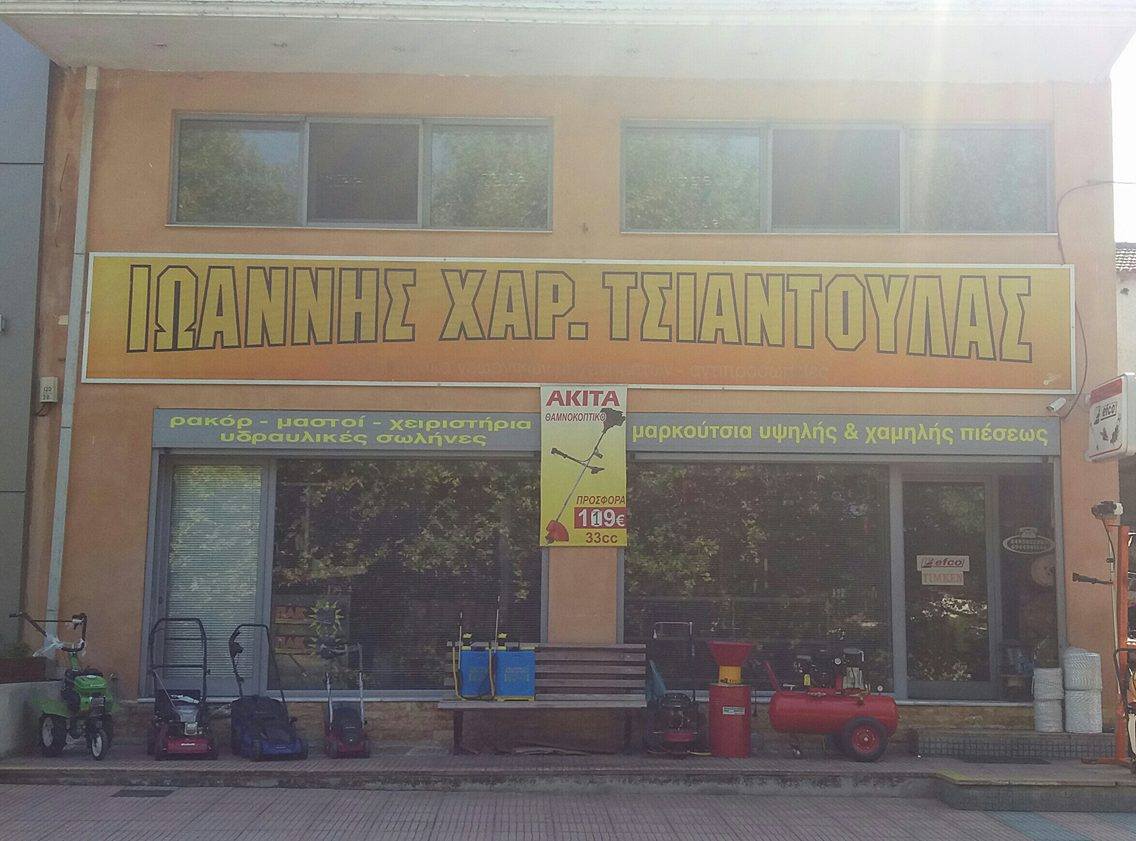 ΙΩΑΝΝΗΣ ΧΑΡ. ΤΣΙΑΝΤΟΥΛΑΣ
ρακόρ - μαστοί - χειριστήρια
υδραυλικές σωλήνες
AKITA
ΘΑΜΝΟΚΟΠΤΙΚΟ
ΠΡΟΣΦΟΡΑ
119€
33cc
μαρκούτσια υψηλής & χαμηλής πιέσεως
efco
efco
TIMKEN